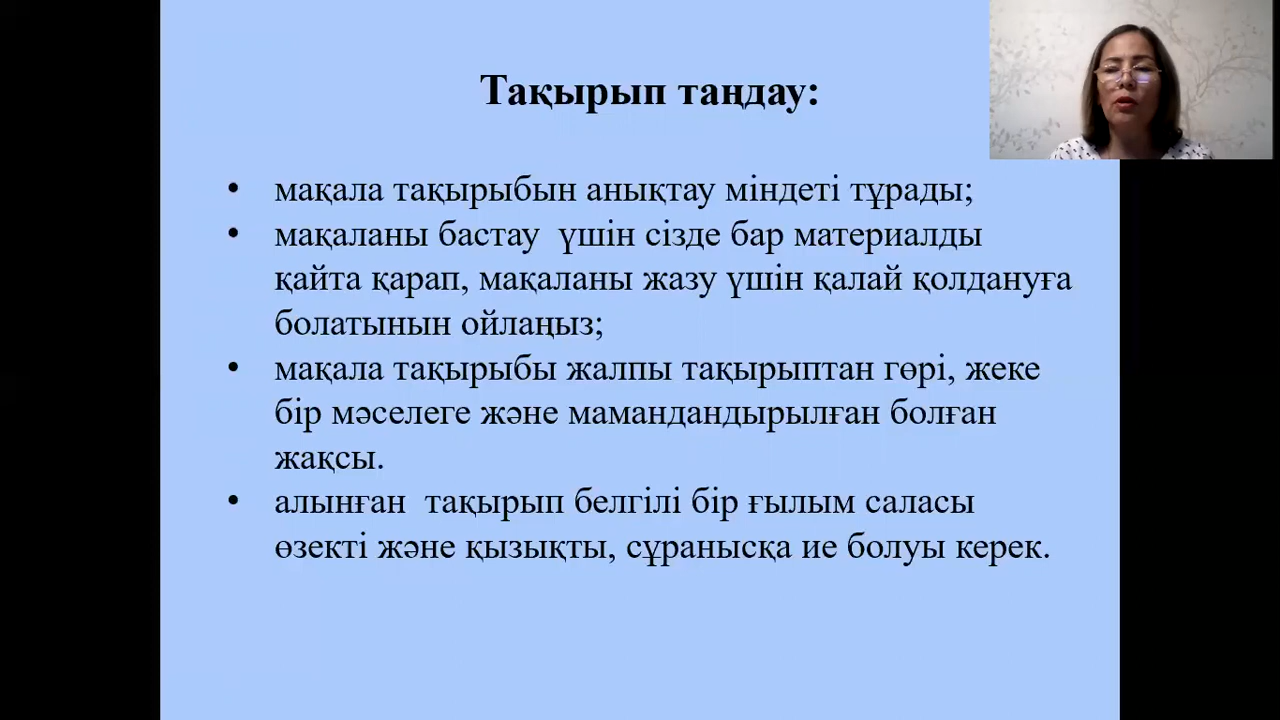 Тақырып таңдау:
• мақала тақырыбын анықтау міндеті тұрады;
• мақаланы бастау  үшін сізде бар материалды
қайта қарап, мақаланы жазу үшін қалай қолдануға
болатынын ойлаңыз;
• мақала тақырыбы жалпы тақырыптан гөрі, жеке
бір мәселеге және мамандандырылған болған
жақсы.
• алынған  тақырып белгілі бір ғылым саласы
өзекті және қызықты, сұранысқа ие болуы керек.